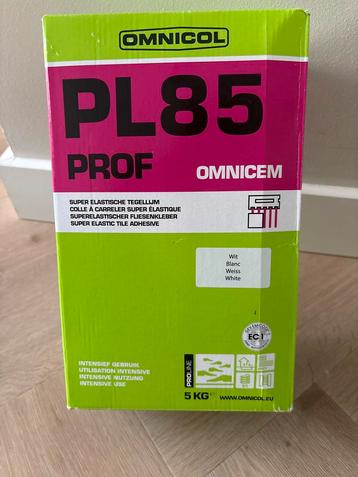 OMNICOL
PL85
PROF
OMNICEM
SUPER ELASTISCHE TEGELLIJM
COLLE À CARRELER SUPER ÉLASTIQUE
SUPERELASTISCHER FLIESENKLEBER
SUPER ELASTIC TILE ADHESIVE
Wit
Blanc
Weiss
White
EMICODE
EC1
INTENSIEF GEBRUIK
UTILISATION INTENSIVE
INTENSIVE NUTZUNG
INTENSIVE USE
PROLINE
5 KG
WWW.OMNICOL.EU